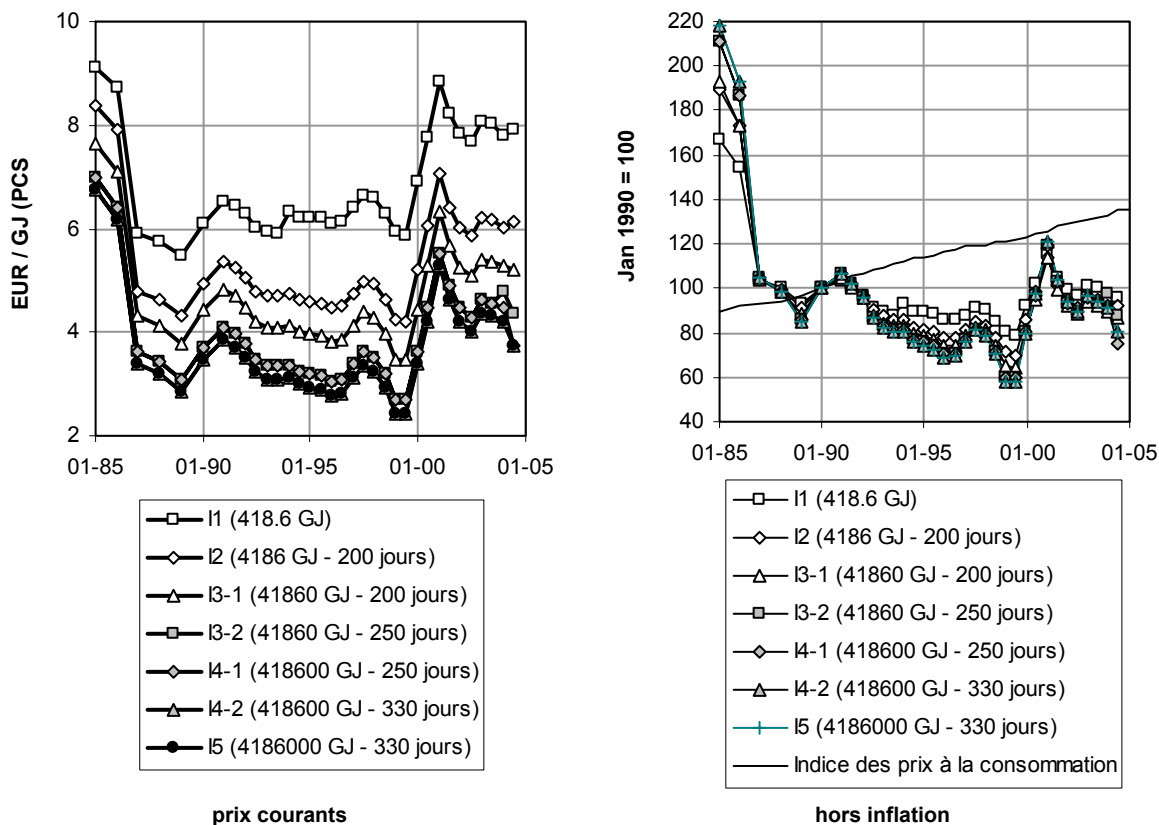 EUR / GJ (PCS
10
8
6
4
2
01-85 01-90 01-95 01-00 01-05
I1 (418.6 GJ)
I2 (4186 GJ - 200 jours)
I3-1 (41860 GJ - 200 jours)
I3-2 (41860 GJ - 250 jours)
I4-1 (418600 GJ - 250 jours)
I4-2 (418600 GJ - 330 jours)
I5 (4186000 GJ - 330 jours)
prix courants
Jan 1990 = 100
220
200
180
160
140
120
100
80
60
40
01-85 01-90 01-95 01-00 01-05
I1 (418.6 GJ)
I2 (4186 GJ - 200 jours)
I3-1 (41860 GJ - 200 jours)
I3-2 (41860 GJ - 250 jours)
I4-1 (418600 GJ - 250 jours)
I4-2 (418600 GJ - 330 jours)
I5 (4186000 GJ - 330 jours)
Indice des prix à la consommation
hors inflation